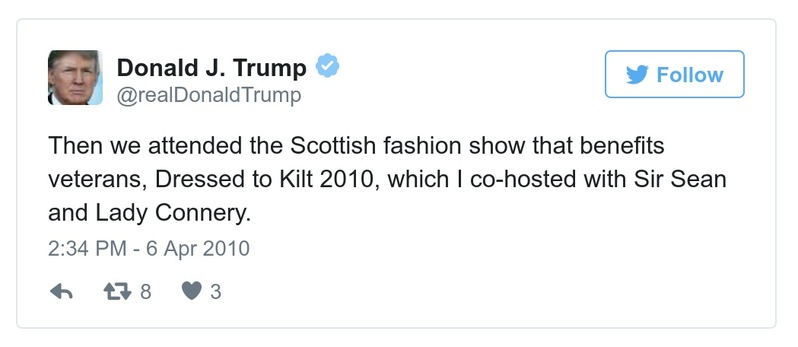 Donald J. Trump
@realDonaldTrump
Follow
Then we attended the Scottish fashion show that benefits
veterans, Dressed to Kilt 2010, which I co-hosted with Sir Sean
and Lady Connery.
2:34 PM - 6 Apr 2010
8 3